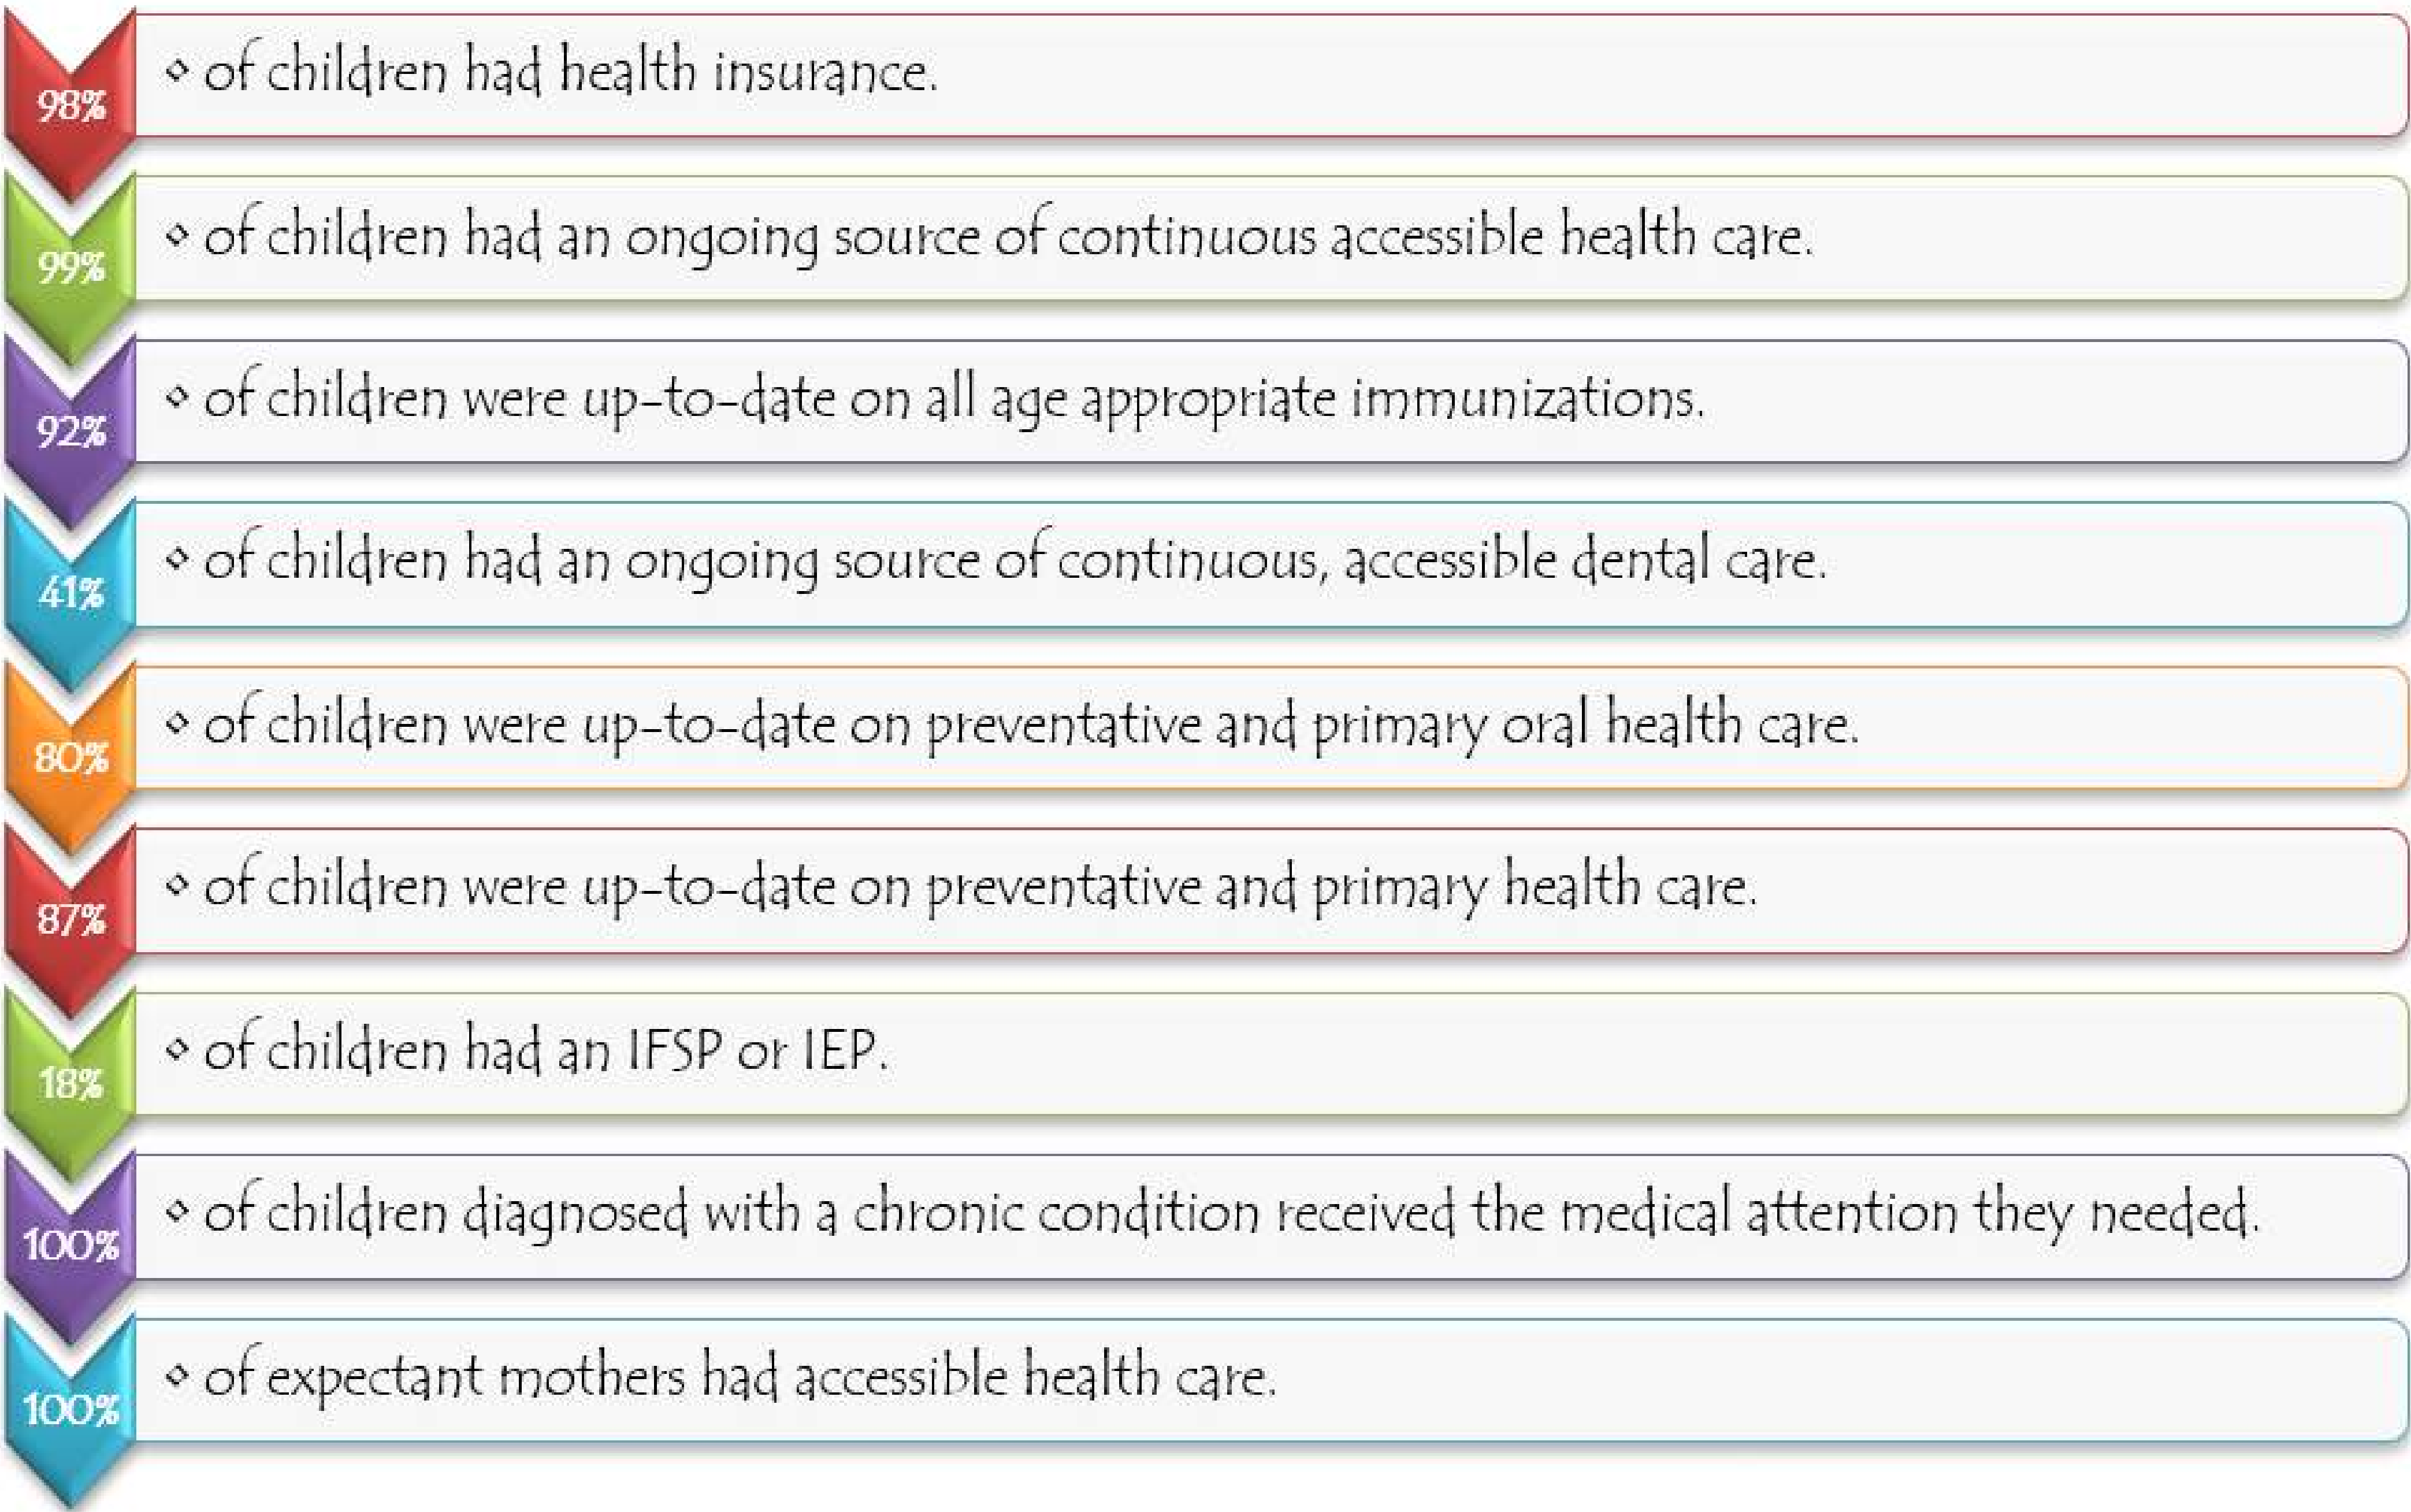 98% ⋄ of children had health insurance.
99% ⋄ of children had an ongoing source of continuous accessible health care.
92% ⋄ of children were up-to-date on all age appropriate immunizations.
41% ⋄ of children had an ongoing source of continuous, accessible dental care.
80% ⋄ of children were up-to-date on preventative and primary oral health care.
87% ⋄ of children were up-to-date on preventative and primary health care.
18% ⋄ of children had an IFSP or IEP.
100% ⋄ of children diagnosed with a chronic condition received the medical attention they needed.
100% ⋄ of expectant mothers had accessible health care.